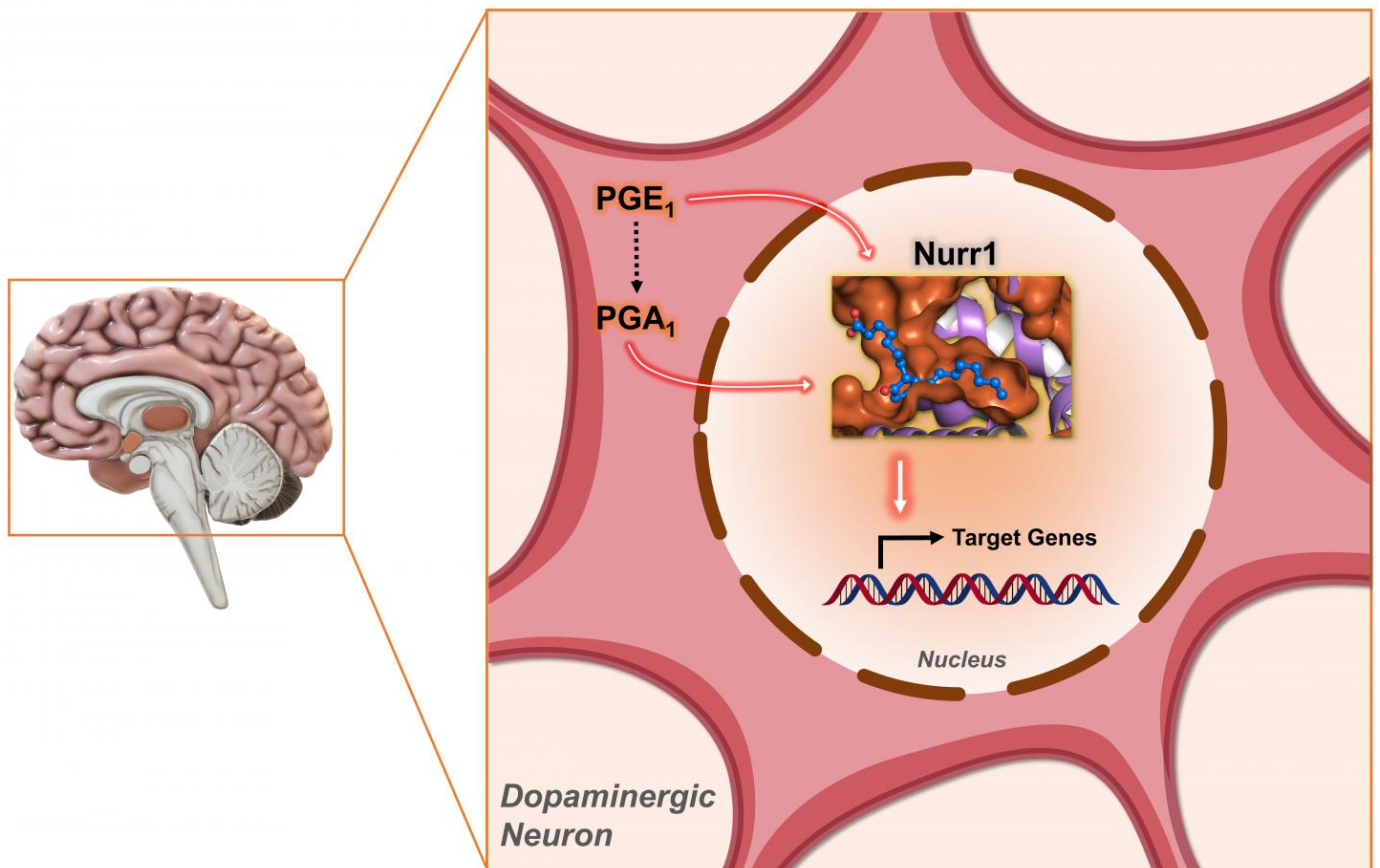 PGE₁
PGA₁
Nurr1
Target Genes
Nucleus
Dopaminergic
Neuron